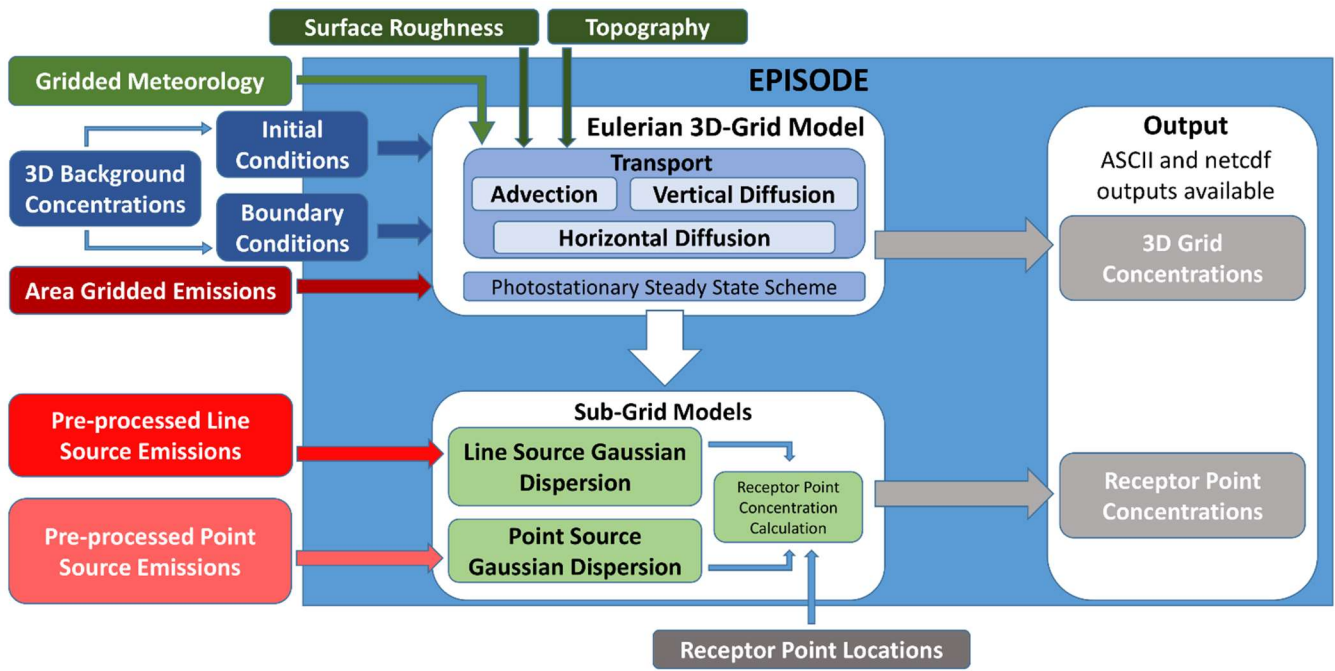 Surface Roughness
Topography
Gridded Meteorology
EPISODE
Initial
Conditions
3D Background
Concentrations
Boundary
Conditions
Area Gridded Emissions
Eulerian 3D-Grid Model
Transport
Advection
Vertical Diffusion
Horizontal Diffusion
Photostationary Steady State Scheme
Output
ASCII and netcdf
outputs available
3D Grid
Concentrations
Pre-processed Line
Source Emissions
Pre-processed Point
Source Emissions
Sub-Grid Models
Line Source Gaussian
Dispersion
Point Source
Gaussian Dispersion
Receptor Point
Concentration
Calculation
Receptor Point
Concentrations
Receptor Point Locations